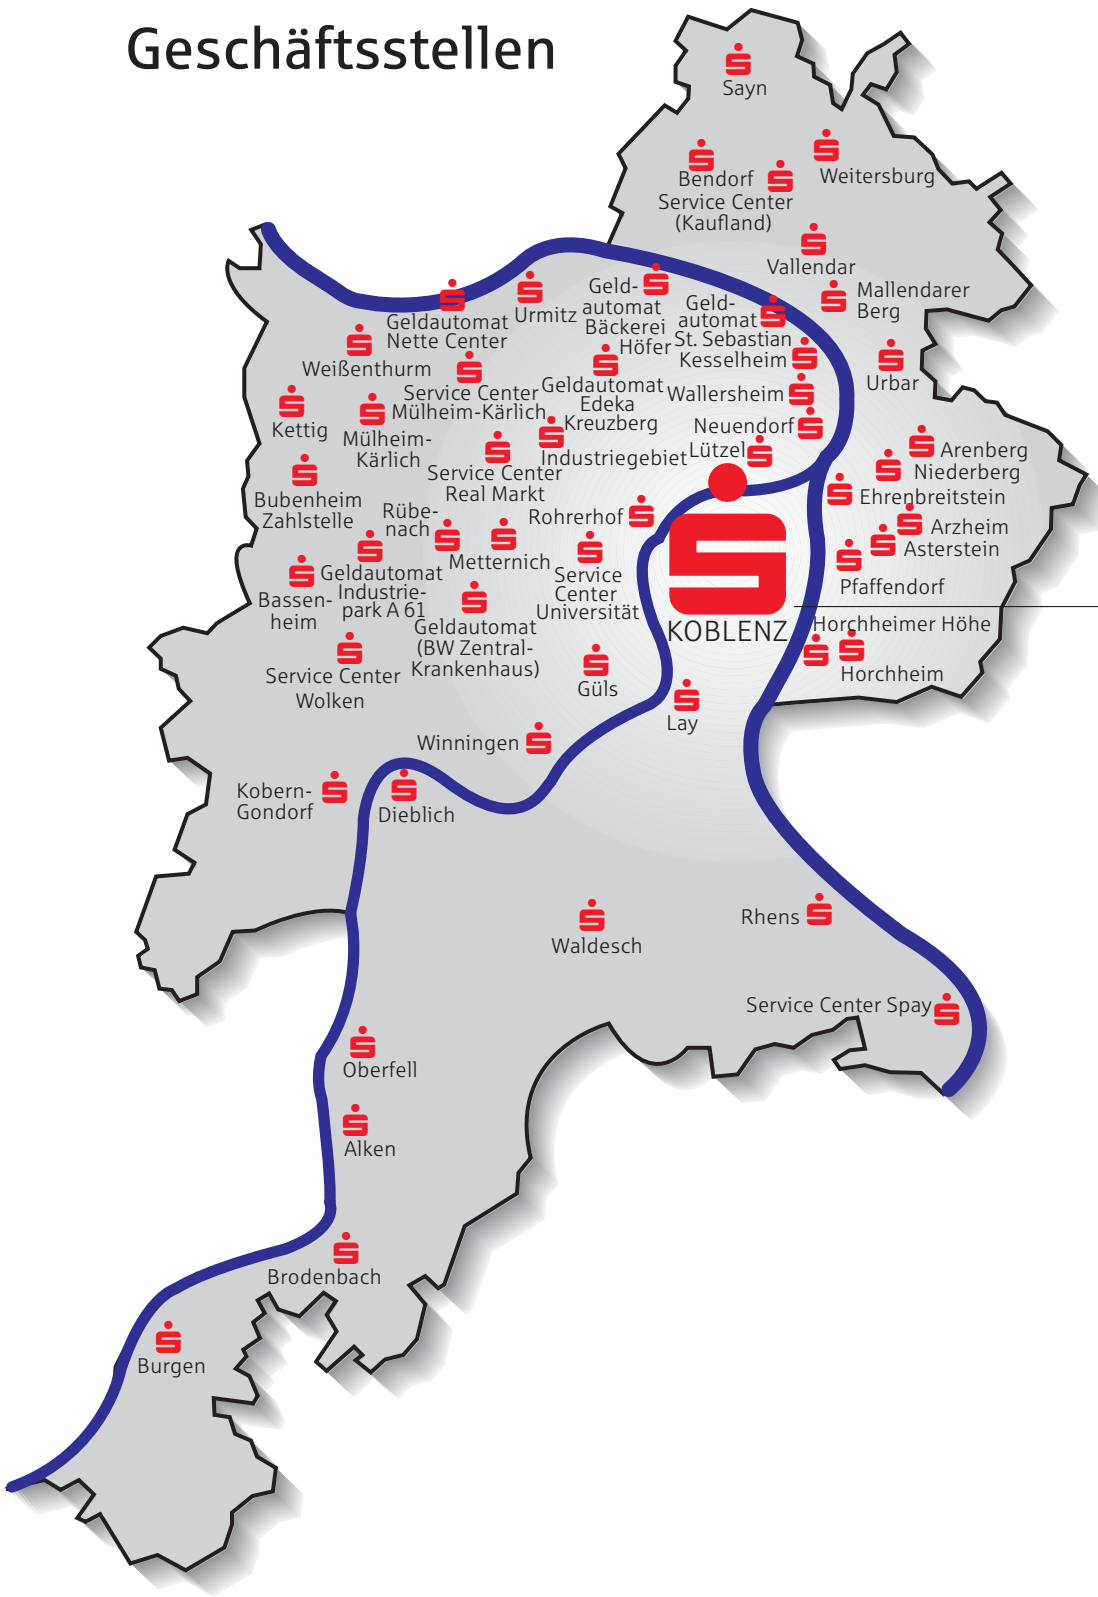 Geschäftsstellen
Sayn
Bendorf
Service Center
(Kaufland)
Weitersburg
Vallendar
Mallendarer
Berg
Urbar
Geldautomat
Nette Center
Urmitz
Geld-
automat
Bäckerei
Höfer
Geld-
automat
St. Sebastian
Kesselheim
Weißenthurm
Service Center
Mülheim-Kärlich
Geldautomat
Edeka
Kreuzberg
Wallersheim
Neuendorf
Kettig
Mülheim-
Kärlich
Service Center
Real Markt
Industriegebiet
Lützel
Arenberg
Niederberg
Ehrenbreitstein
Arzheim
Asterstein
Pfaffendorf
Bubenheim
Zahlstelle
Rübe-
nach
Metternich
Rohrerhof
Service
Center
Universität
KOBLENZ
Bassen-
heim
Geldautomat
Industrie-
park A 61
Geldautomat
(BW Zentral-
Krankenhaus)
Horchheimer Höhe
Horchheim
Service Center
Wolken
Güls
Lay
Winningen
Kobern-
Gondorf
Dieblich
Waldesch
Rhens
Service Center Spay
Oberfell
Alken
Brodenbach
Burgen